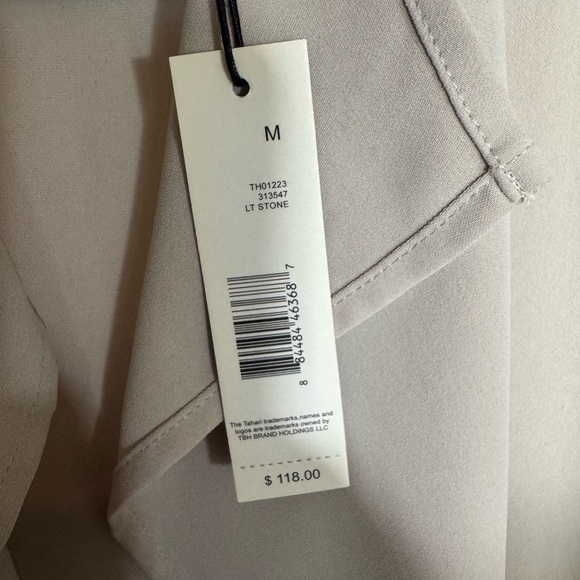 M
TH01223
313547
LT STONE
8 84484 46368 7
The Tahari trademarks,names and
logos are trademarks owned by
TBH BRAND HOLDINGS LLC
$ 118.00